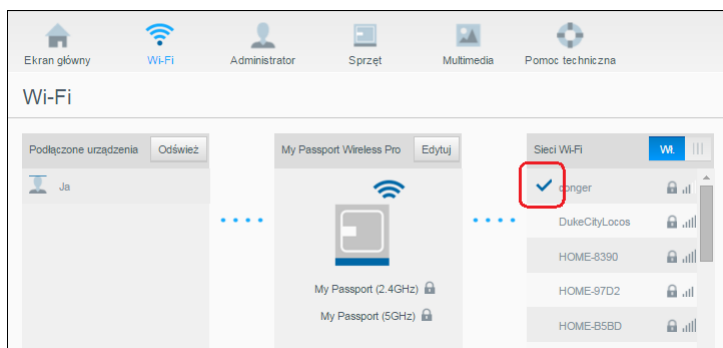 Ekran główny Wi-Fi Administrator Sprzęt Multimedia Pomoc techniczna
Wi-Fi
Podłączone urządzenia Odśwież
Ja
My Passport Wireless Pro Edytuj
My Passport (2.4GHz)
My Passport (5GHz)
Sieci Wi-Fi Wł.
conger
DukeCityLocos
HOME-8390
HOME-97D2
HOME-B5BD